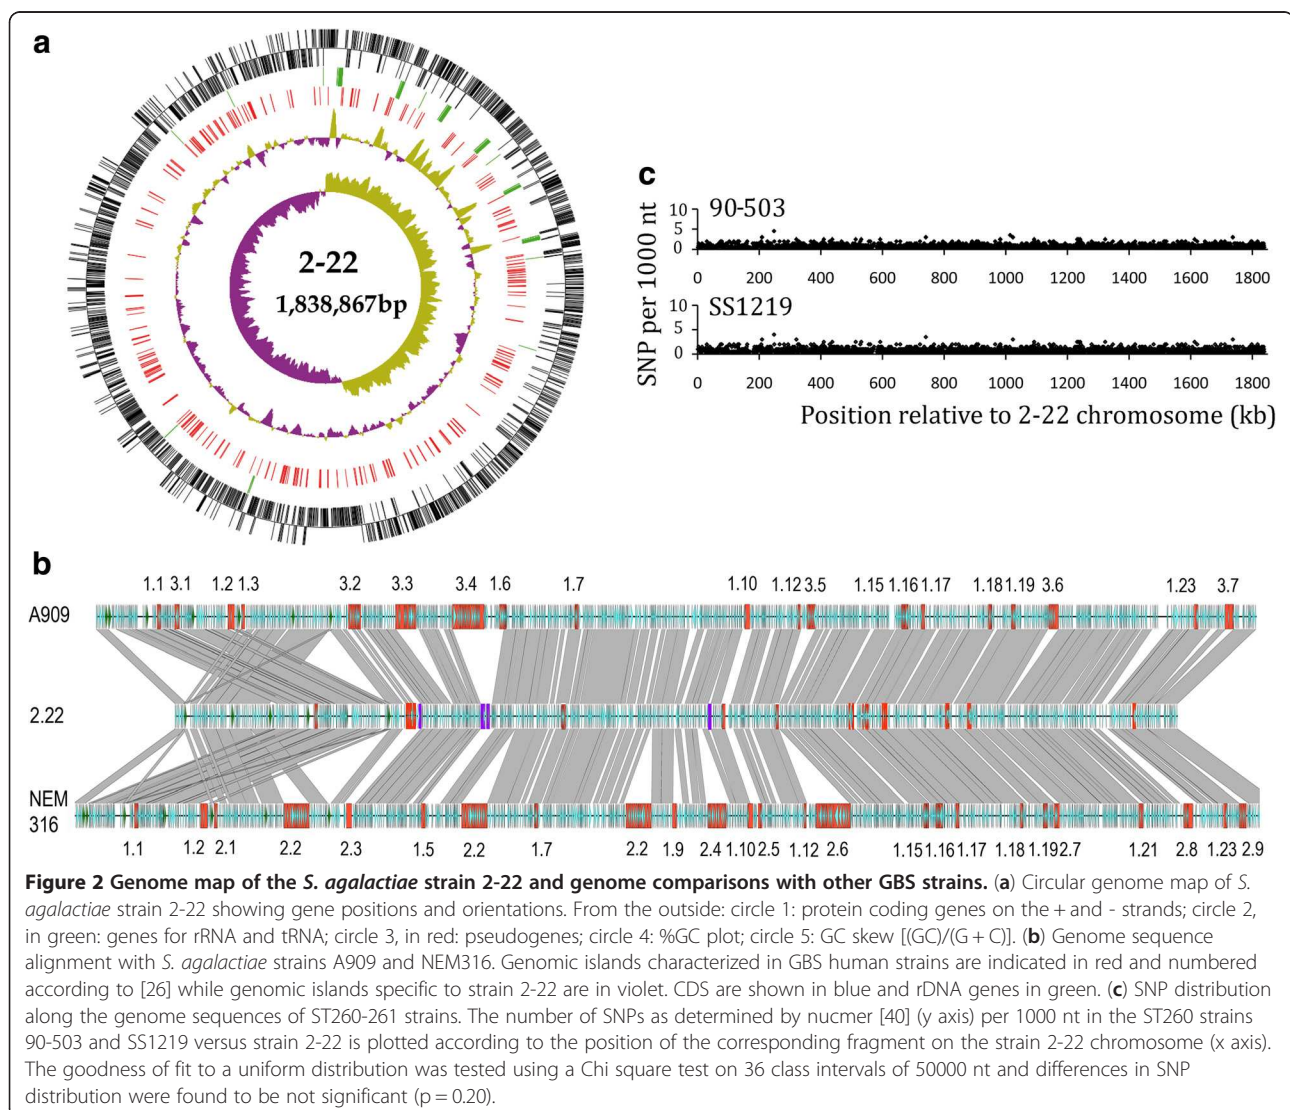 a
2-22
1,838,867bp
c
SNP per 1000 nt
90-503
10
5
0
0 200 400 600 800 1000 1200 1400 1600 1800
SS1219
10
5
0
0 200 400 600 800 1000 1200 1400 1600 1800
Position relative to 2-22 chromosome (kb)
b
1.1 3.1 1.2 1.3 3.2 3.3 3.4 1.6 1.7 1.10 1.12 3.5 1.15 1.16 1.17 1.18 1.19 3.6 1.23 3.7
A909
2.22
NEM
316
1.1 1.2 2.1 2.2 2.3 1.5 2.2 1.7 2.2 1.9 2.4 1.10 2.5 1.12 2.6 1.15 1.16 1.17 1.18 1.19 2.7 1.21 2.8 1.23 2.9
Figure 2 Genome map of the S. agalactiae strain 2-22 and genome comparisons with other GBS strains. (a) Circular genome map of S.
agalactiae strain 2-22 showing gene positions and orientations. From the outside: circle 1: protein coding genes on the + and - strands; circle 2,
in green: genes for rRNA and tRNA; circle 3, in red: pseudogenes; circle 4: %GC plot; circle 5: GC skew [(GC)/(G + C)]. (b) Genome sequence
alignment with S. agalactiae strains A909 and NEM316. Genomic islands characterized in GBS human strains are indicated in red and numbered
according to [26] while genomic islands specific to strain 2-22 are in violet. CDS are shown in blue and rDNA genes in green. (c) SNP distribution
along the genome sequences of ST260-261 strains. The number of SNPs as determined by nucmer [40] (y axis) per 1000 nt in the ST260 strains
90-503 and SS1219 versus strain 2-22 is plotted according to the position of the corresponding fragment on the strain 2-22 chromosome (x axis).
The goodness of fit to a uniform distribution was tested using a Chi square test on 36 class intervals of 50000 nt and differences in SNP
distribution were found to be not significant (p = 0.20).